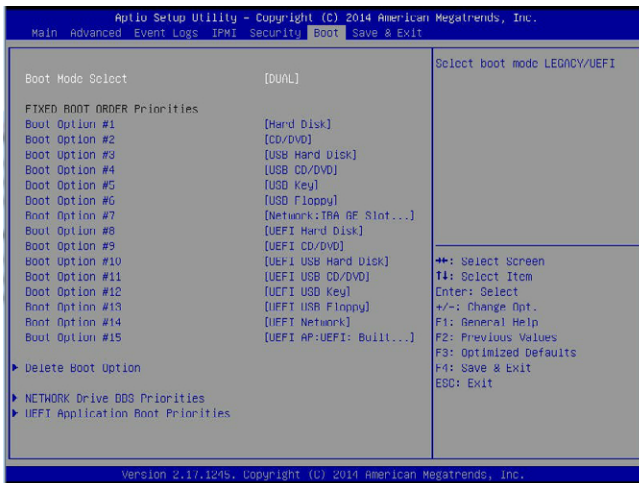 Aptio Setup Utility – Copyright (C) 2014 American Megatrends, Inc.
Main Advanced Event Logs IPMI Security Boot Save & Exit
Boot Mode Select [DUAL]
FIXED BOOT ORDER Priorities
Boot Option #1 [Hard Disk]
Boot Option #2 [CD/DVD]
Boot Option #3 [USB Hard Disk]
Boot Option #4 [USB CD/DVD]
Boot Option #5 [USB Key]
Boot Option #6 [USB Floppy]
Boot Option #7 [Network:IBA GE Slot...]
Boot Option #8 [UEFI Hard Disk]
Boot Option #9 [UEFI CD/DVD]
Boot Option #10 [UEFI USB Hard Disk]
Boot Option #11 [UEFI USB CD/DVD]
Boot Option #12 [UEFI USB Key]
Boot Option #13 [UEFI USB Floppy]
Boot Option #14 [UEFI Network]
Boot Option #15 [UEFI AP:UEFI: Built...]
Delete Boot Option
NETWORK Drive BBS Priorities
UEFI Application Boot Priorities
Select boot mode LEGACY/UEFI
→←: Select Screen
↑↓: Select Item
Enter: Select
+/-: Change Opt.
F1: General Help
F2: Previous Values
F3: Optimized Defaults
F4: Save & Exit
ESC: Exit
Version 2.17.1245. Copyright (C) 2014 American Megatrends, Inc.